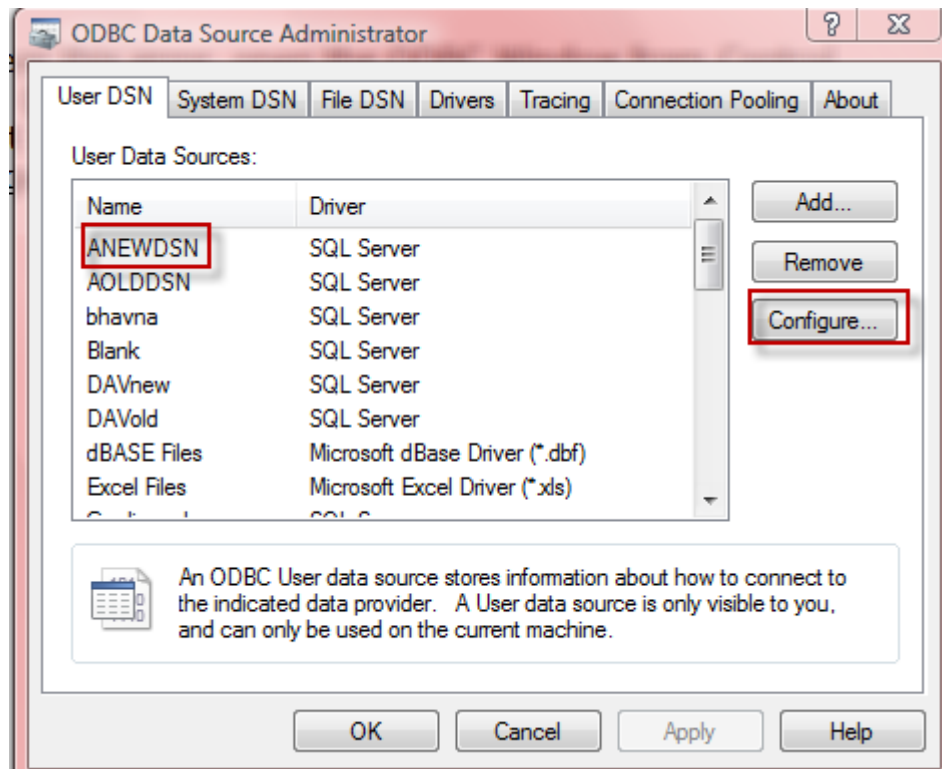 ODBC Data Source Administrator
User DSN System DSN File DSN Drivers Tracing Connection Pooling About
User Data Sources:
Name Driver
ANEWDSN SQL Server
AOLDDSN SQL Server
bhavna SQL Server
Blank SQL Server
DAVnew SQL Server
DAVold SQL Server
dBASE Files Microsoft dBase Driver (*.dbf)
Excel Files Microsoft Excel Driver (*.xls)
Add...
Remove
Configure...
An ODBC User data source stores information about how to connect to
the indicated data provider. A User data source is only visible to you,
and can only be used on the current machine.
OK Cancel Apply Help